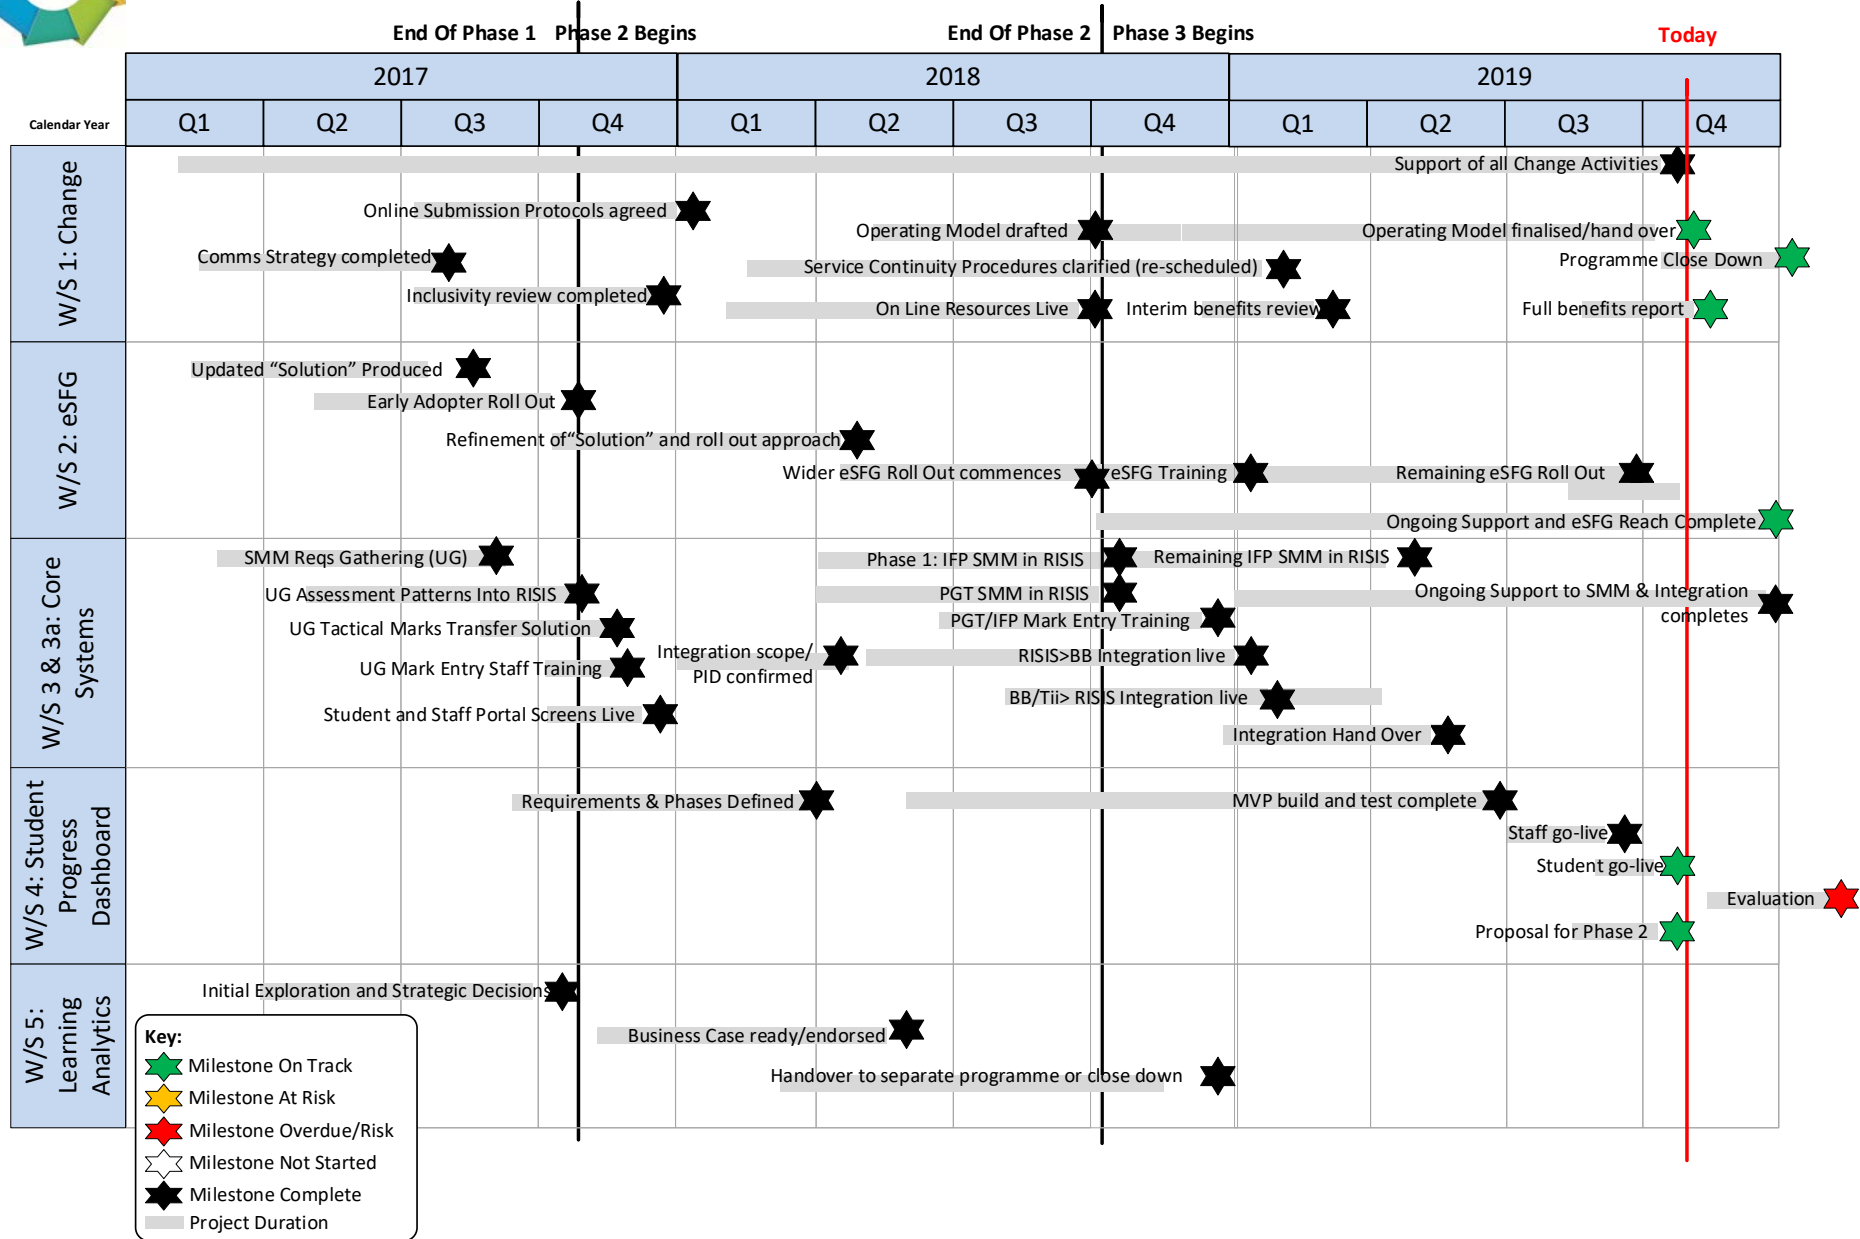 End Of Phase 1
Phase 2 Begins
End Of Phase 2
Phase 3 Begins
Today
2017
2018
2019
Calendar Year
Q1
Q2
Q3
Q4
Q1
Q2
Q3
Q4
Q1
Q2
Q3
Q4
W/S 1: Change
Support of all Change Activities
Online Submission Protocols agreed
Operating Model drafted
Operating Model finalised/hand over
Comms Strategy completed
Service Continuity Procedures clarified (re-scheduled)
Programme Close Down
Inclusivity review completed
On Line Resources Live
Interim benefits review
Full benefits report
W/S 2: eSFG
Updated “Solution” Produced
Early Adopter Roll Out
Refinement of“Solution” and roll out approach
Wider eSFG Roll Out commences
eSFG Training
Remaining eSFG Roll Out
Ongoing Support and eSFG Reach Complete
W/S 3 & 3a: Core
Systems
SMM Reqs Gathering (UG)
Phase 1: IFP SMM in RISIS
Remaining IFP SMM in RISIS
UG Assessment Patterns Into RISIS
PGT SMM in RISIS
Ongoing Support to SMM & Integration
completes
UG Tactical Marks Transfer Solution
PGT/IFP Mark Entry Training
UG Mark Entry Staff Training
Integration scope/
PID confirmed
RISIS>BB Integration live
BB/Tii> RISIS Integration live
Student and Staff Portal Screens Live
Integration Hand Over
W/S 4: Student
Progress
Dashboard
Requirements & Phases Defined
MVP build and test complete
Staff go-live
Student go-live
Evaluation
Proposal for Phase 2
W/S 5:
Learning
Analytics
Initial Exploration and Strategic Decisions
Business Case ready/endorsed
Handover to separate programme or close down
Key:
Milestone On Track
Milestone At Risk
Milestone Overdue/Risk
Milestone Not Started
Milestone Complete
Project Duration